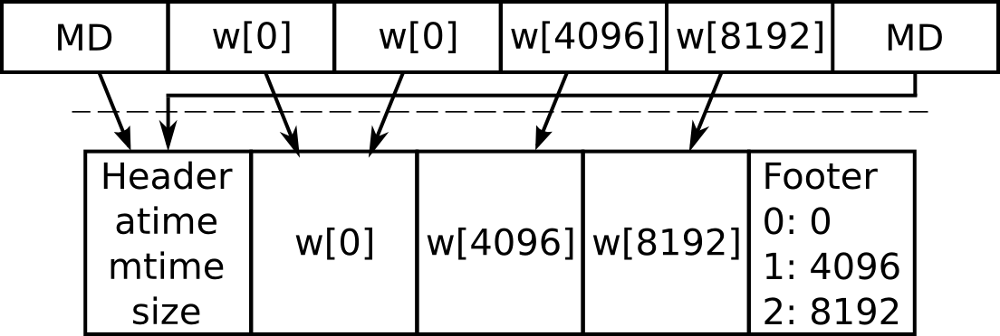 MD w[0] w[0] w[4096] w[8192] MD
Header
atime
mtime
size
w[0] w[4096] w[8192]
Footer
0: 0
1: 4096
2: 8192